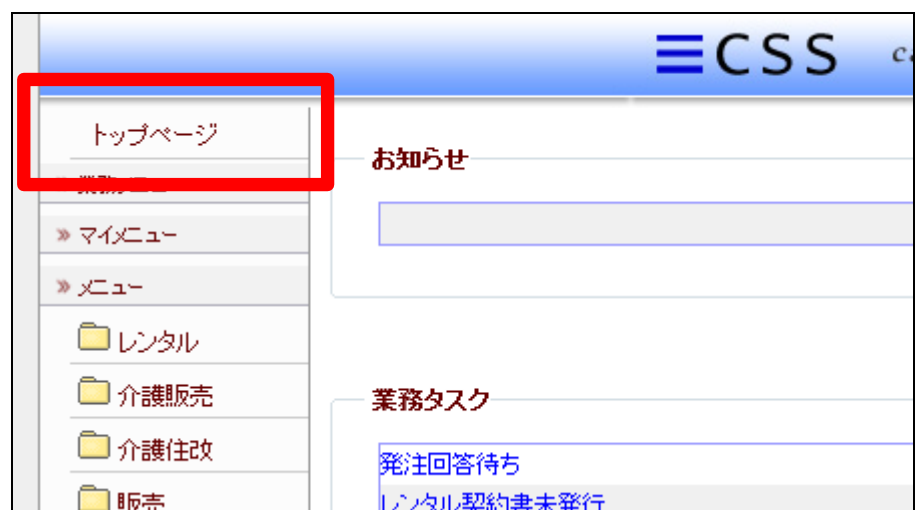 CSS
トップページ
マイメニュー
メニュー
レンタル
介護販売
介護住改
販売
お知らせ
業務タスク
発注回答待ち
レンタル契約書未発行